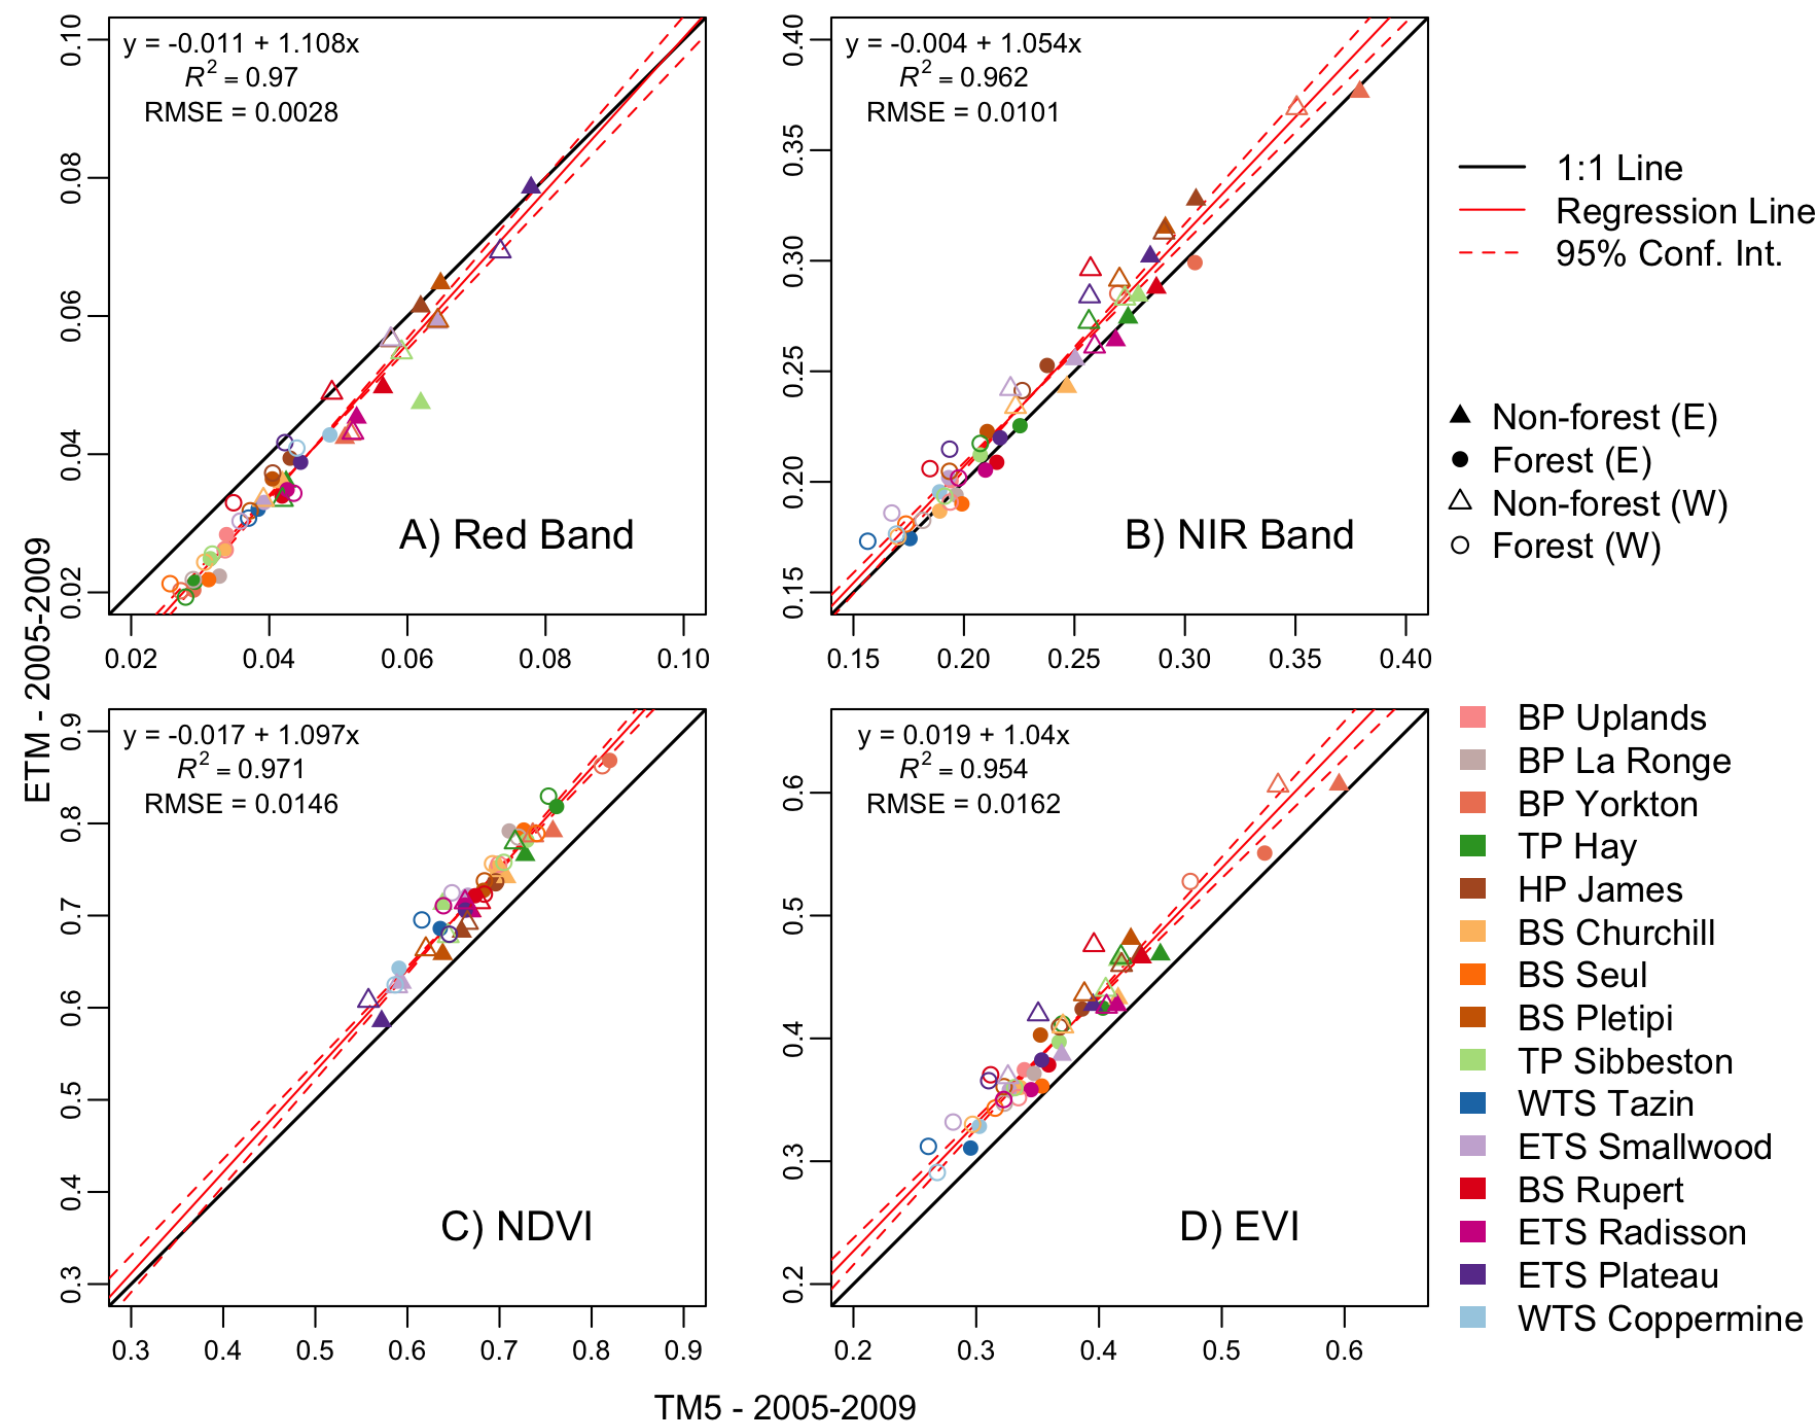 y = -0.011 + 1.108x
R² = 0.97
RMSE = 0.0028
A) Red Band
0.10
0.08
0.06
0.04
0.02
0.02 0.04 0.06 0.08 0.10
y = -0.004 + 1.054x
R² = 0.962
RMSE = 0.0101
B) NIR Band
0.40
0.35
0.30
0.25
0.20
0.15
0.15 0.20 0.25 0.30 0.35 0.40
1:1 Line
Regression Line
95% Conf. Int.
Non-forest (E)
Forest (E)
Non-forest (W)
Forest (W)
ETM - 2005-2009
y = -0.017 + 1.097x
R² = 0.971
RMSE = 0.0146
C) NDVI
0.9
0.8
0.7
0.6
0.5
0.4
0.3
0.3 0.4 0.5 0.6 0.7 0.8 0.9
y = 0.019 + 1.04x
R² = 0.954
RMSE = 0.0162
D) EVI
0.6
0.5
0.4
0.3
0.2
0.2 0.3 0.4 0.5 0.6
BP Uplands
BP La Ronge
BP Yorkton
TP Hay
HP James
BS Churchill
BS Seul
BS Pletipi
TP Sibbeston
WTS Tazin
ETS Smallwood
BS Rupert
ETS Radisson
ETS Plateau
WTS Coppermine
TM5 - 2005-2009